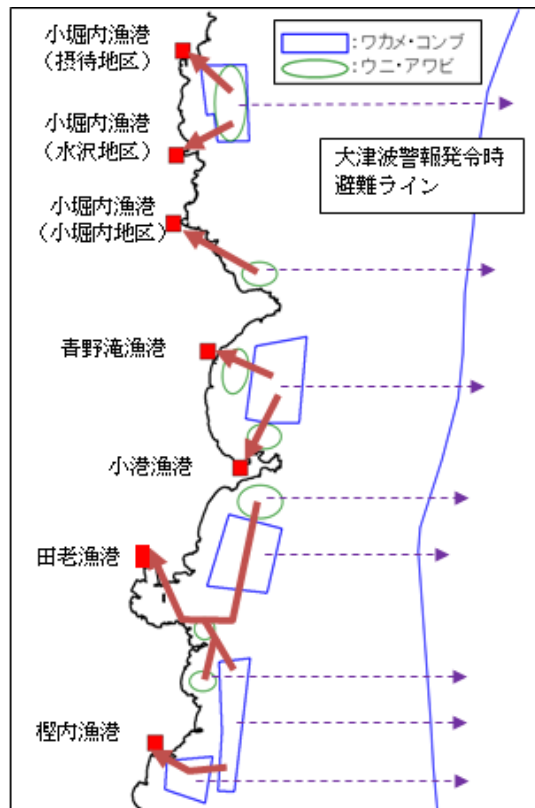 小堀内漁港
（摂待地区）
：ワカメ・コンブ
：ウニ・アワビ
小堀内漁港
（水沢地区）
大津波警報発令時
避難ライン
小堀内漁港
（小堀内地区）
青野滝漁港
小港漁港
田老漁港
樫内漁港